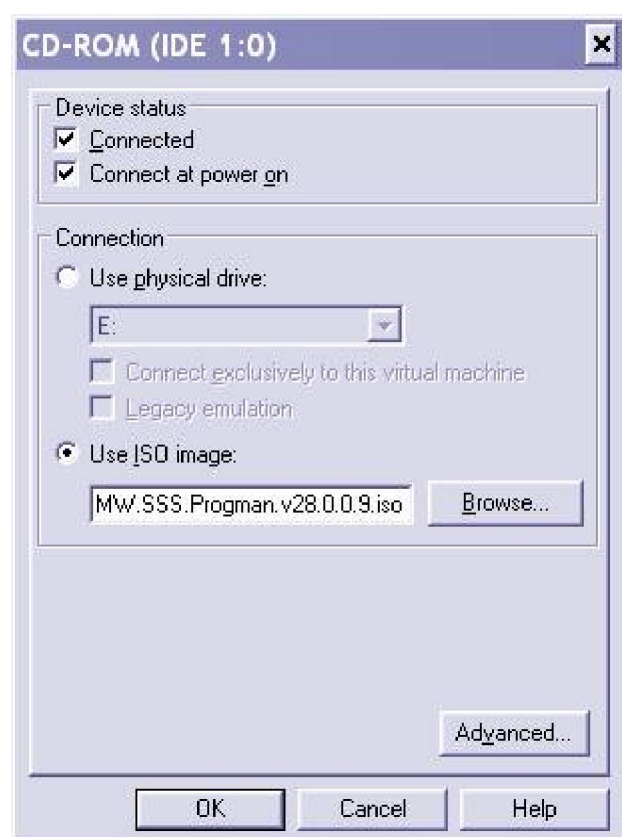 CD-ROM (IDE 1:0)
Device status
Connected
Connect at power on
Connection
Use physical drive:
E:
Connect exclusively to this virtual machine
Legacy emulation
Use ISO image:
MW.SSS.Progman.v28.0.0.9.iso
Browse...
Advanced...
OK Cancel Help